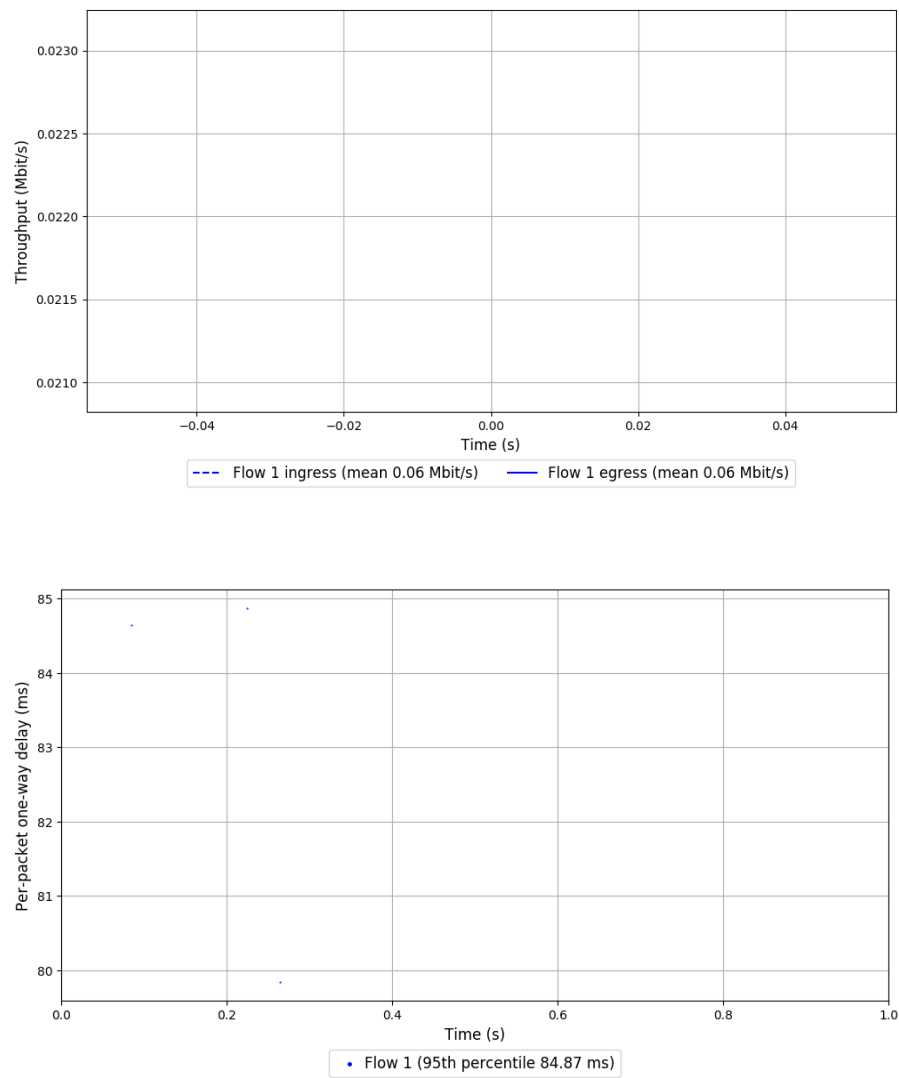 0.0230
0.0225
0.0220
0.0215
0.0210
Throughput (Mbit/s)
−0.04 −0.02 0.00 0.02 0.04
Time (s)
Flow 1 ingress (mean 0.06 Mbit/s) Flow 1 egress (mean 0.06 Mbit/s)
85
84
83
82
81
80
Per-packet one-way delay (ms)
0.0 0.2 0.4 0.6 0.8 1.0
Time (s)
Flow 1 (95th percentile 84.87 ms)